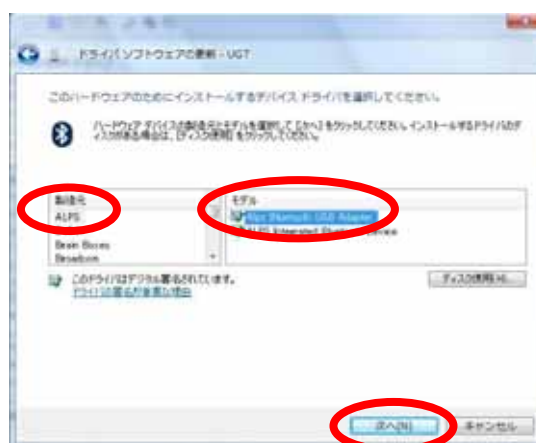 ドライバ ソフトウェアの更新 - UGT
このハードウェアのためにインストールするデバイス ドライバを選択してください。
ハードウェア デバイスの製造元とモデルを選択して [次へ] をクリックしてください。インストールするドライバのデ
ィスクがある場合は、[ディスク使用] をクリックしてください。
製造元
ALPS
Brain Boxes
Broadcom
モデル
Alps Bluetooth USB Adapter
ALPS Integrated Bluetooth Device
このドライバはデジタル署名されています。
ドライバの署名が重要な理由
ディスク使用(H)...
次へ(N)
キャンセル